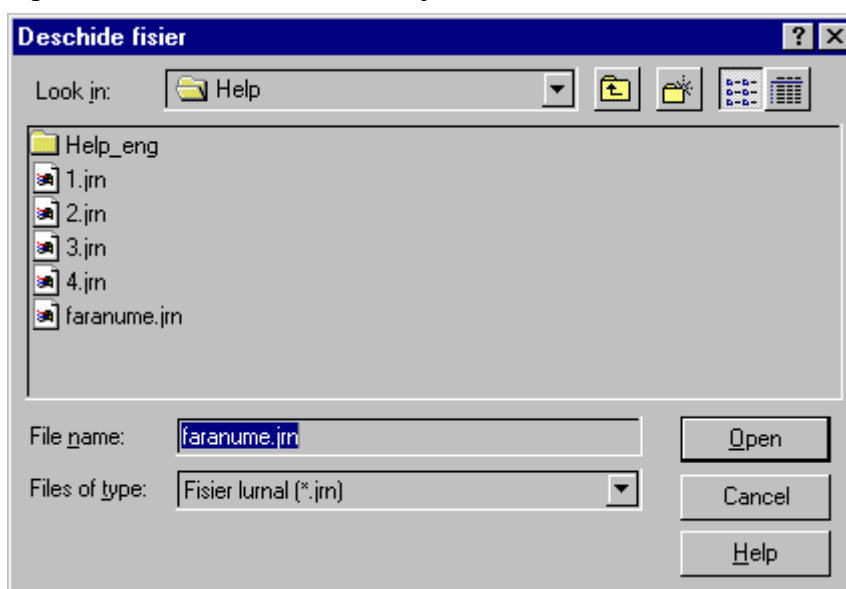 Deschide fisier
Look in: Help
Help_eng
1.jrn
2.jrn
3.jrn
4.jrn
faranume.jrn
File name: faranume.jrn Open
Files of type: Fisier Iurnal (*.jrn) Cancel
Help